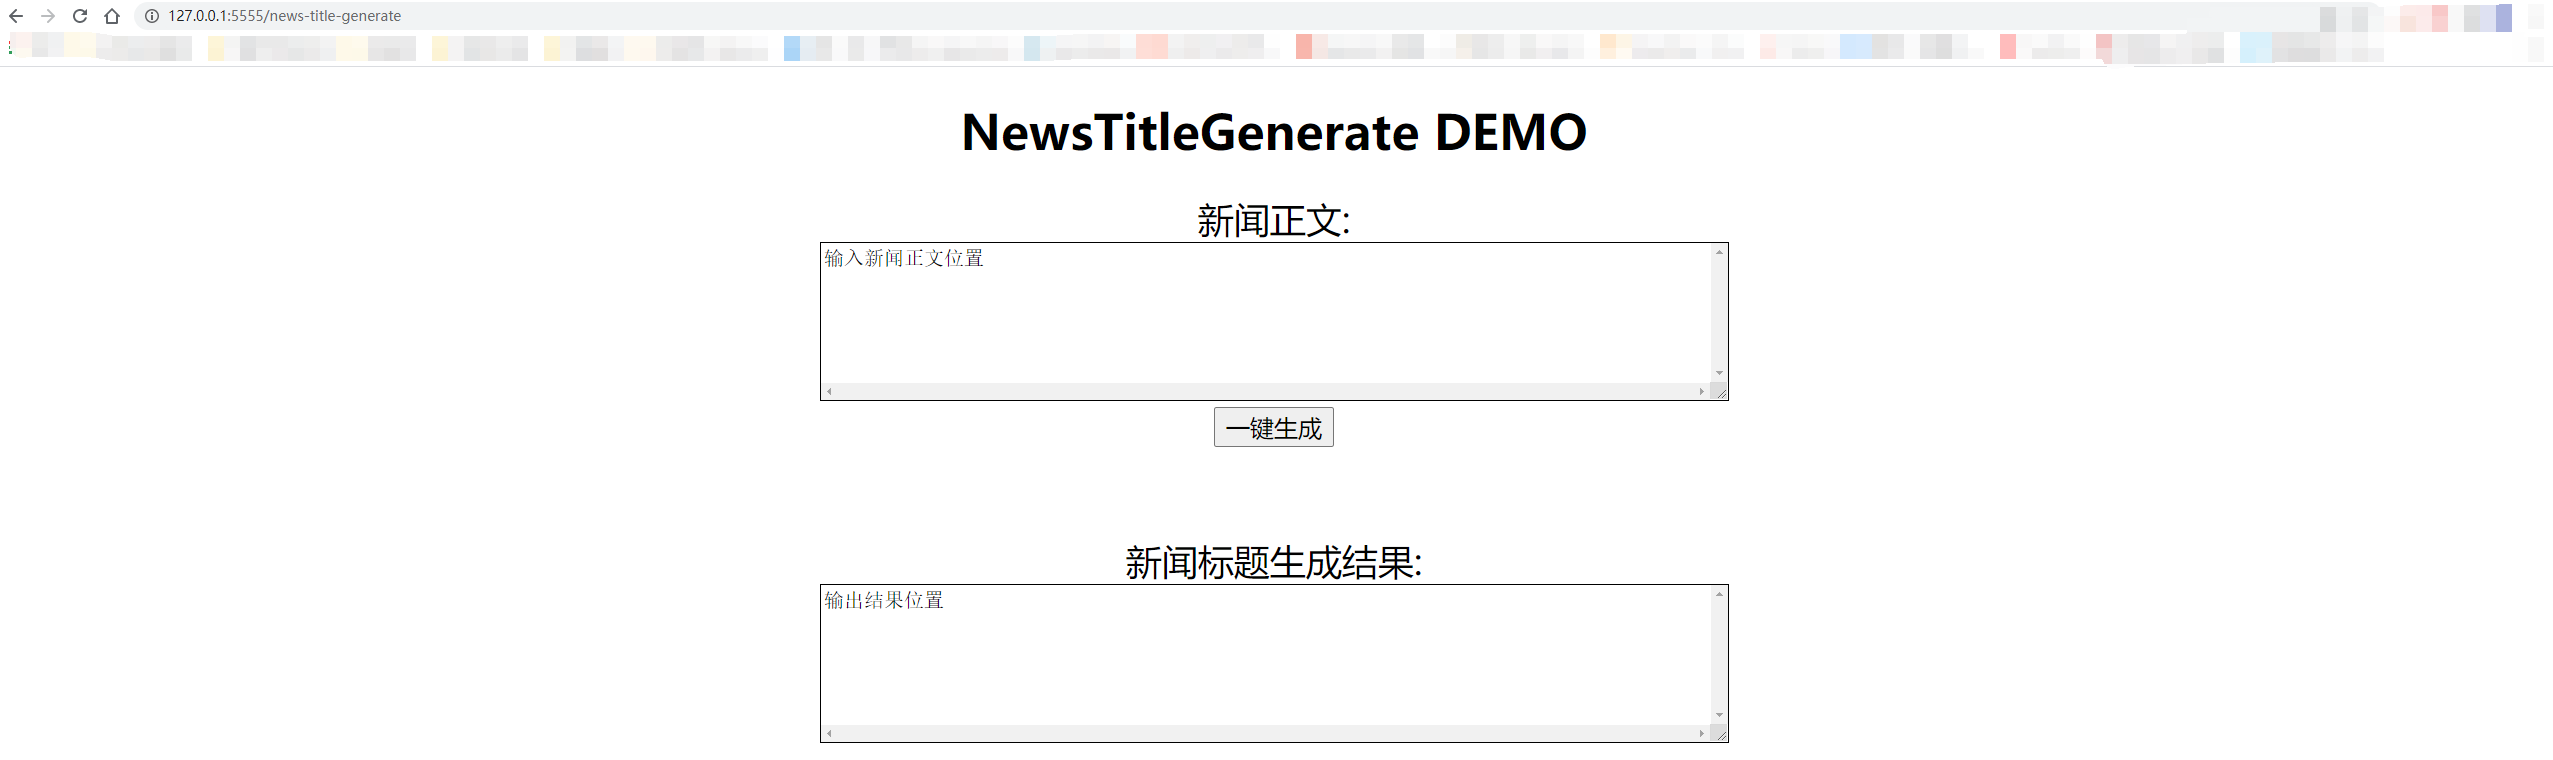 127.0.0.1:5555/news-title-generate
NewsTitleGenerate DEMO
新闻正文:
输入新闻正文位置
一键生成
新闻标题生成结果:
输出结果位置